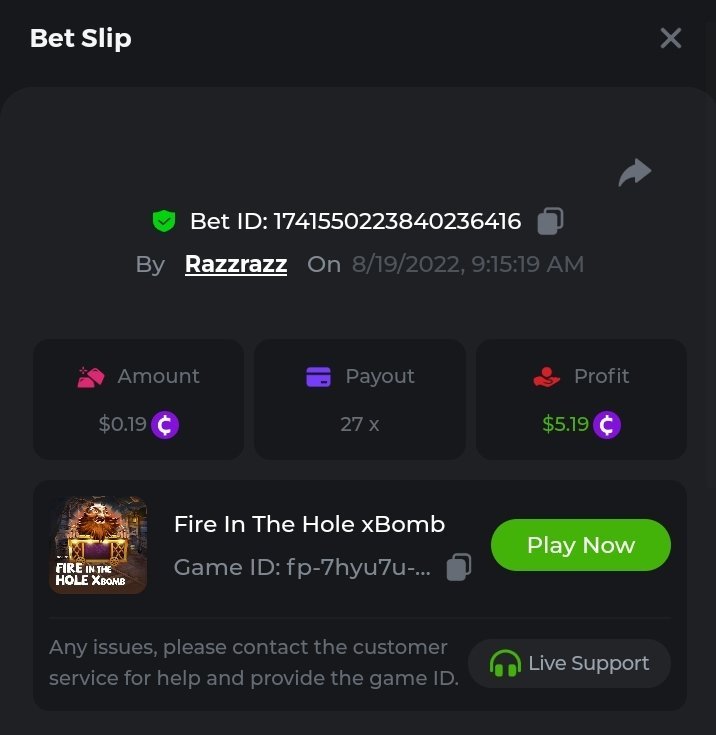 Bet Slip
Bet ID: 1741550223840236416
By Razzrazz On 8/19/2022, 9:15:19 AM
Amount
Payout
Profit
$0.19
27 x
$5.19
FIRE IN THE
HOLE XBOMB
Fire In The Hole xBomb
Game ID: fp-7hyu7u-...
Play Now
Any issues, please contact the customer
service for help and provide the game ID.
Live Support